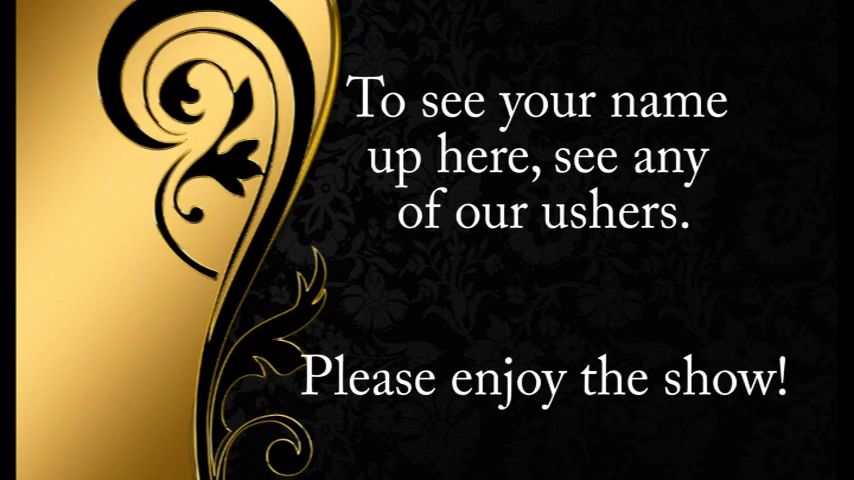 To see your name
up here, see any
of our ushers.
Please enjoy the show!